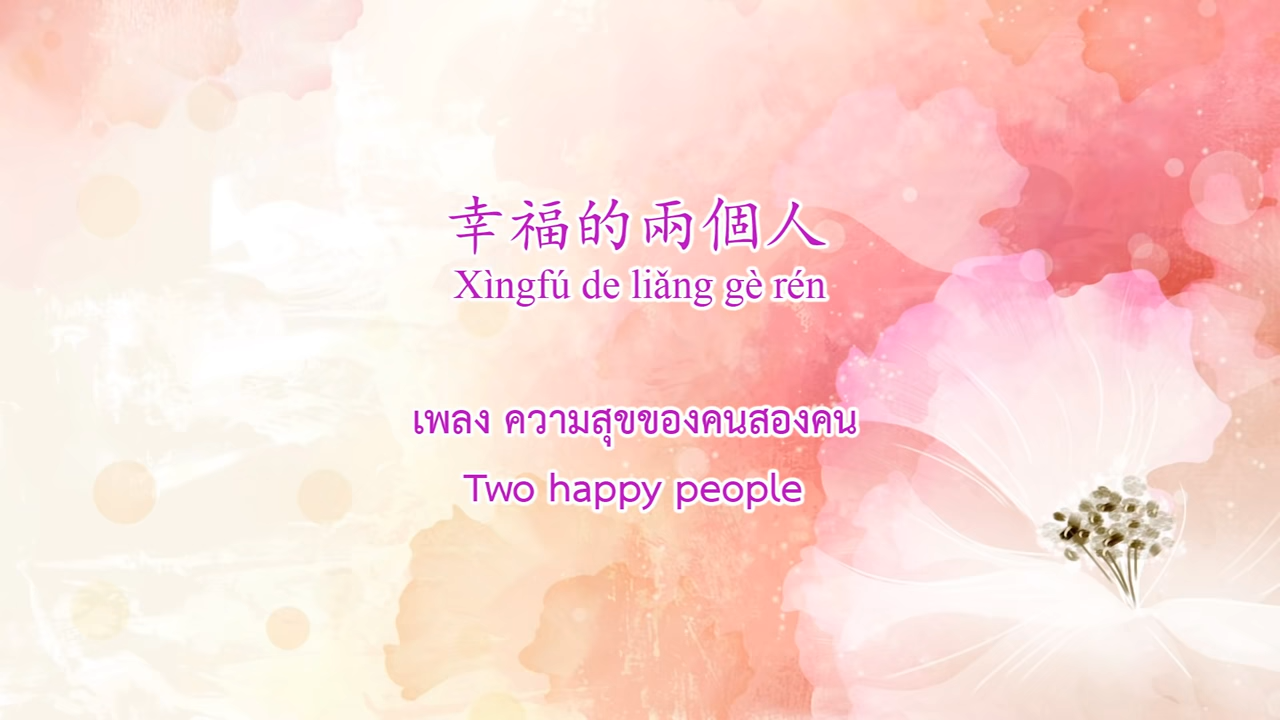 幸福的兩個人
Xìngfú de liǎng gè rén
เพลง ความสุขของคนสองคน
Two happy people